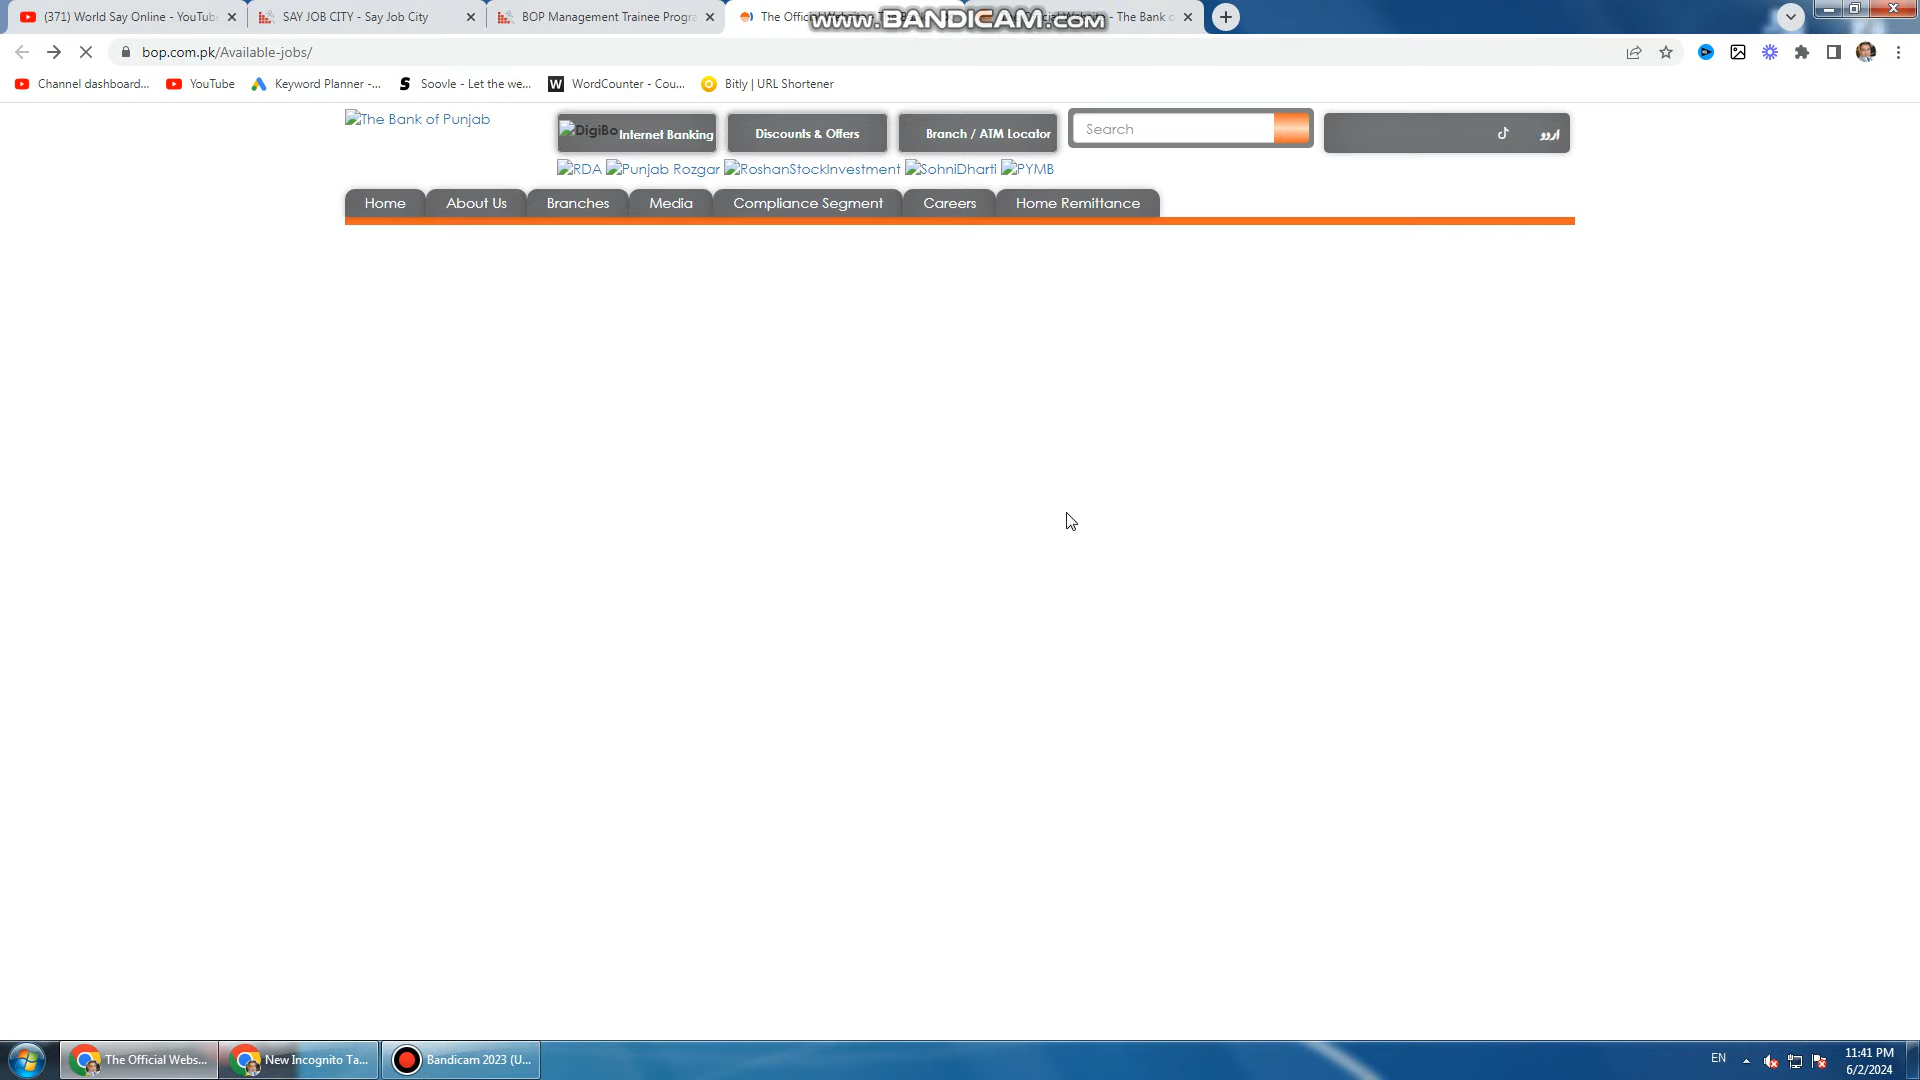 (371) World Say Online - YouTub
SAY JOB CITY - Say Job City
BOP Management Trainee Progra
The Offici
- The Bank o
www.BANDICAM.com
bop.com.pk/Available-jobs/
Channel dashboard...
YouTube
Keyword Planner -...
Soovle - Let the we...
WordCounter - Cou...
Bitly | URL Shortener
The Bank of Punjab
DigiBo Internet Banking
Discounts & Offers
Branch / ATM Locator
Search
اردو
RDA Punjab Rozgar RoshanStockInvestment SohniDharti PYMB
Home About Us Branches Media Compliance Segment Careers Home Remittance
The Official Webs...
New Incognito Ta...
Bandicam 2023 (U...
EN
11:41 PM
6/2/2024